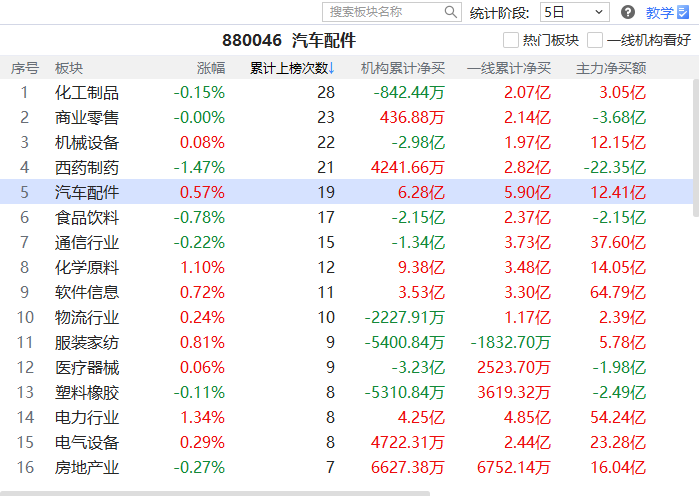 搜索板块名称 统计阶段: 5日 ? 教学
880046 汽车配件 热门板块 一线机构看好
序号 板块 涨幅 累计上榜次数↓ 机构累计净买 一线累计净买 主力净买额
1 化工制品 -0.15% 28 -842.44万 2.07亿 3.05亿
2 商业零售 -0.00% 23 436.88万 2.14亿 -3.68亿
3 机械设备 0.08% 22 -2.98亿 1.97亿 12.15亿
4 西药制药 -1.47% 21 4241.66万 2.82亿 -22.35亿
5 汽车配件 0.57% 19 6.28亿 5.90亿 12.41亿
6 食品饮料 -0.78% 17 -2.15亿 2.37亿 -2.15亿
7 通信行业 -0.22% 15 -1.34亿 3.73亿 37.60亿
8 化学原料 1.10% 12 9.38亿 3.48亿 14.05亿
9 软件信息 0.72% 11 3.53亿 3.30亿 64.79亿
10 物流行业 0.24% 10 -2227.91万 1.17亿 2.39亿
11 服装家纺 0.81% 9 -5400.84万 -1832.70万 5.78亿
12 医疗器械 0.06% 9 -3.23亿 2523.70万 -1.98亿
13 塑料橡胶 -0.11% 8 -5310.84万 3619.32万 -2.49亿
14 电力行业 1.34% 8 4.25亿 4.85亿 54.24亿
15 电气设备 0.29% 8 4722.31万 2.44亿 23.28亿
16 房地产业 -0.27% 7 6627.38万 6752.14万 16.04亿